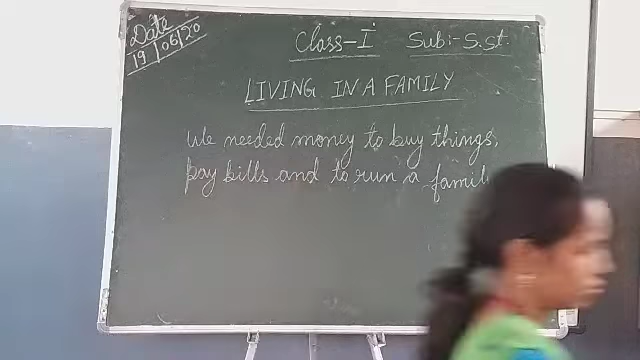 Date
19/06/20
Class-I Sub:-S.st.
LIVING IN A FAMILY
We needed money to buy things,
pay bills and to run a famil